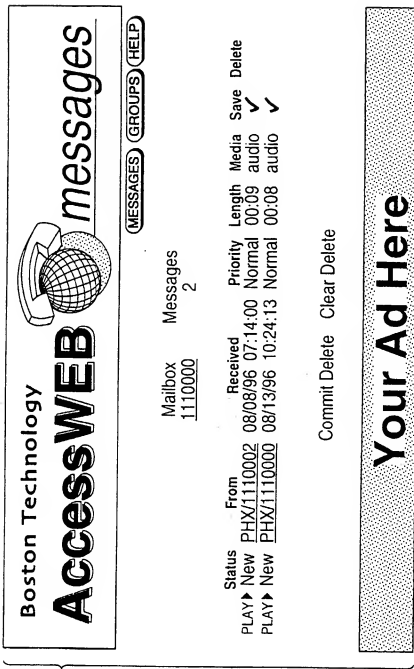 Boston Technology
AccessWEB messages
MESSAGES GROUPS HELP
Mailbox Messages
1110000 2
Status From Received Priority Length Media Save Delete
PLAY▶ New PHX/1110002 08/08/96 07:14:00 Normal 00:09 audio ✓
PLAY▶ New PHX/1110000 08/13/96 10:24:13 Normal 00:08 audio ✓
Commit Delete Clear Delete
Your Ad Here